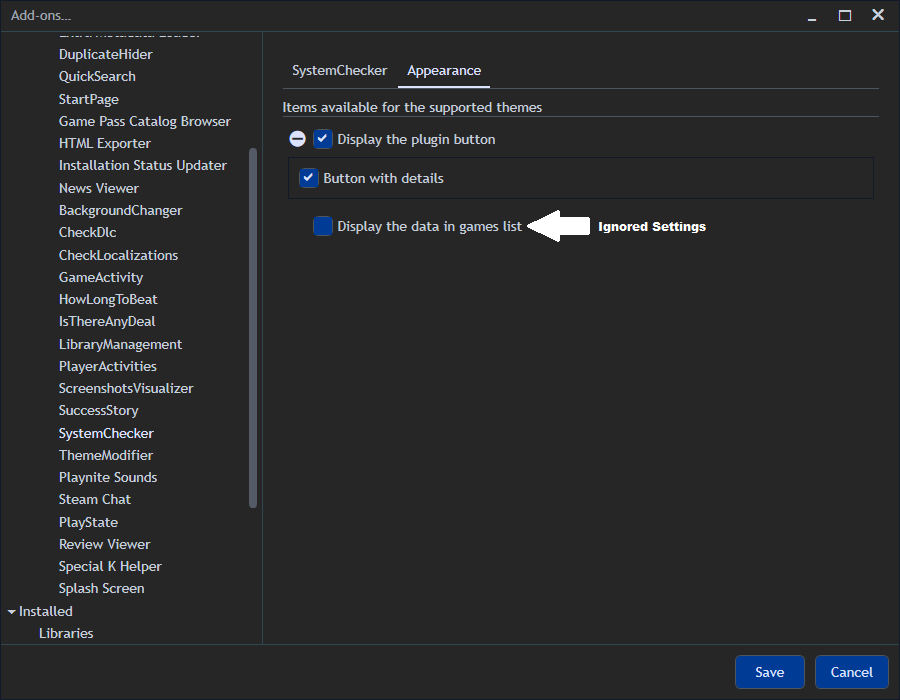 Add-ons...
DuplicateHider
QuickSearch
StartPage
Game Pass Catalog Browser
HTML Exporter
Installation Status Updater
News Viewer
BackgroundChanger
CheckDlc
CheckLocalizations
GameActivity
HowLongToBeat
IsThereAnyDeal
LibraryManagement
PlayerActivities
ScreenshotsVisualizer
SuccessStory
SystemChecker
ThemeModifier
Playnite Sounds
Steam Chat
PlayState
Review Viewer
Special K Helper
Splash Screen
Installed
Libraries
SystemChecker Appearance
Items available for the supported themes
Display the plugin button
Button with details
Display the data in games list Ignored Settings
Save Cancel